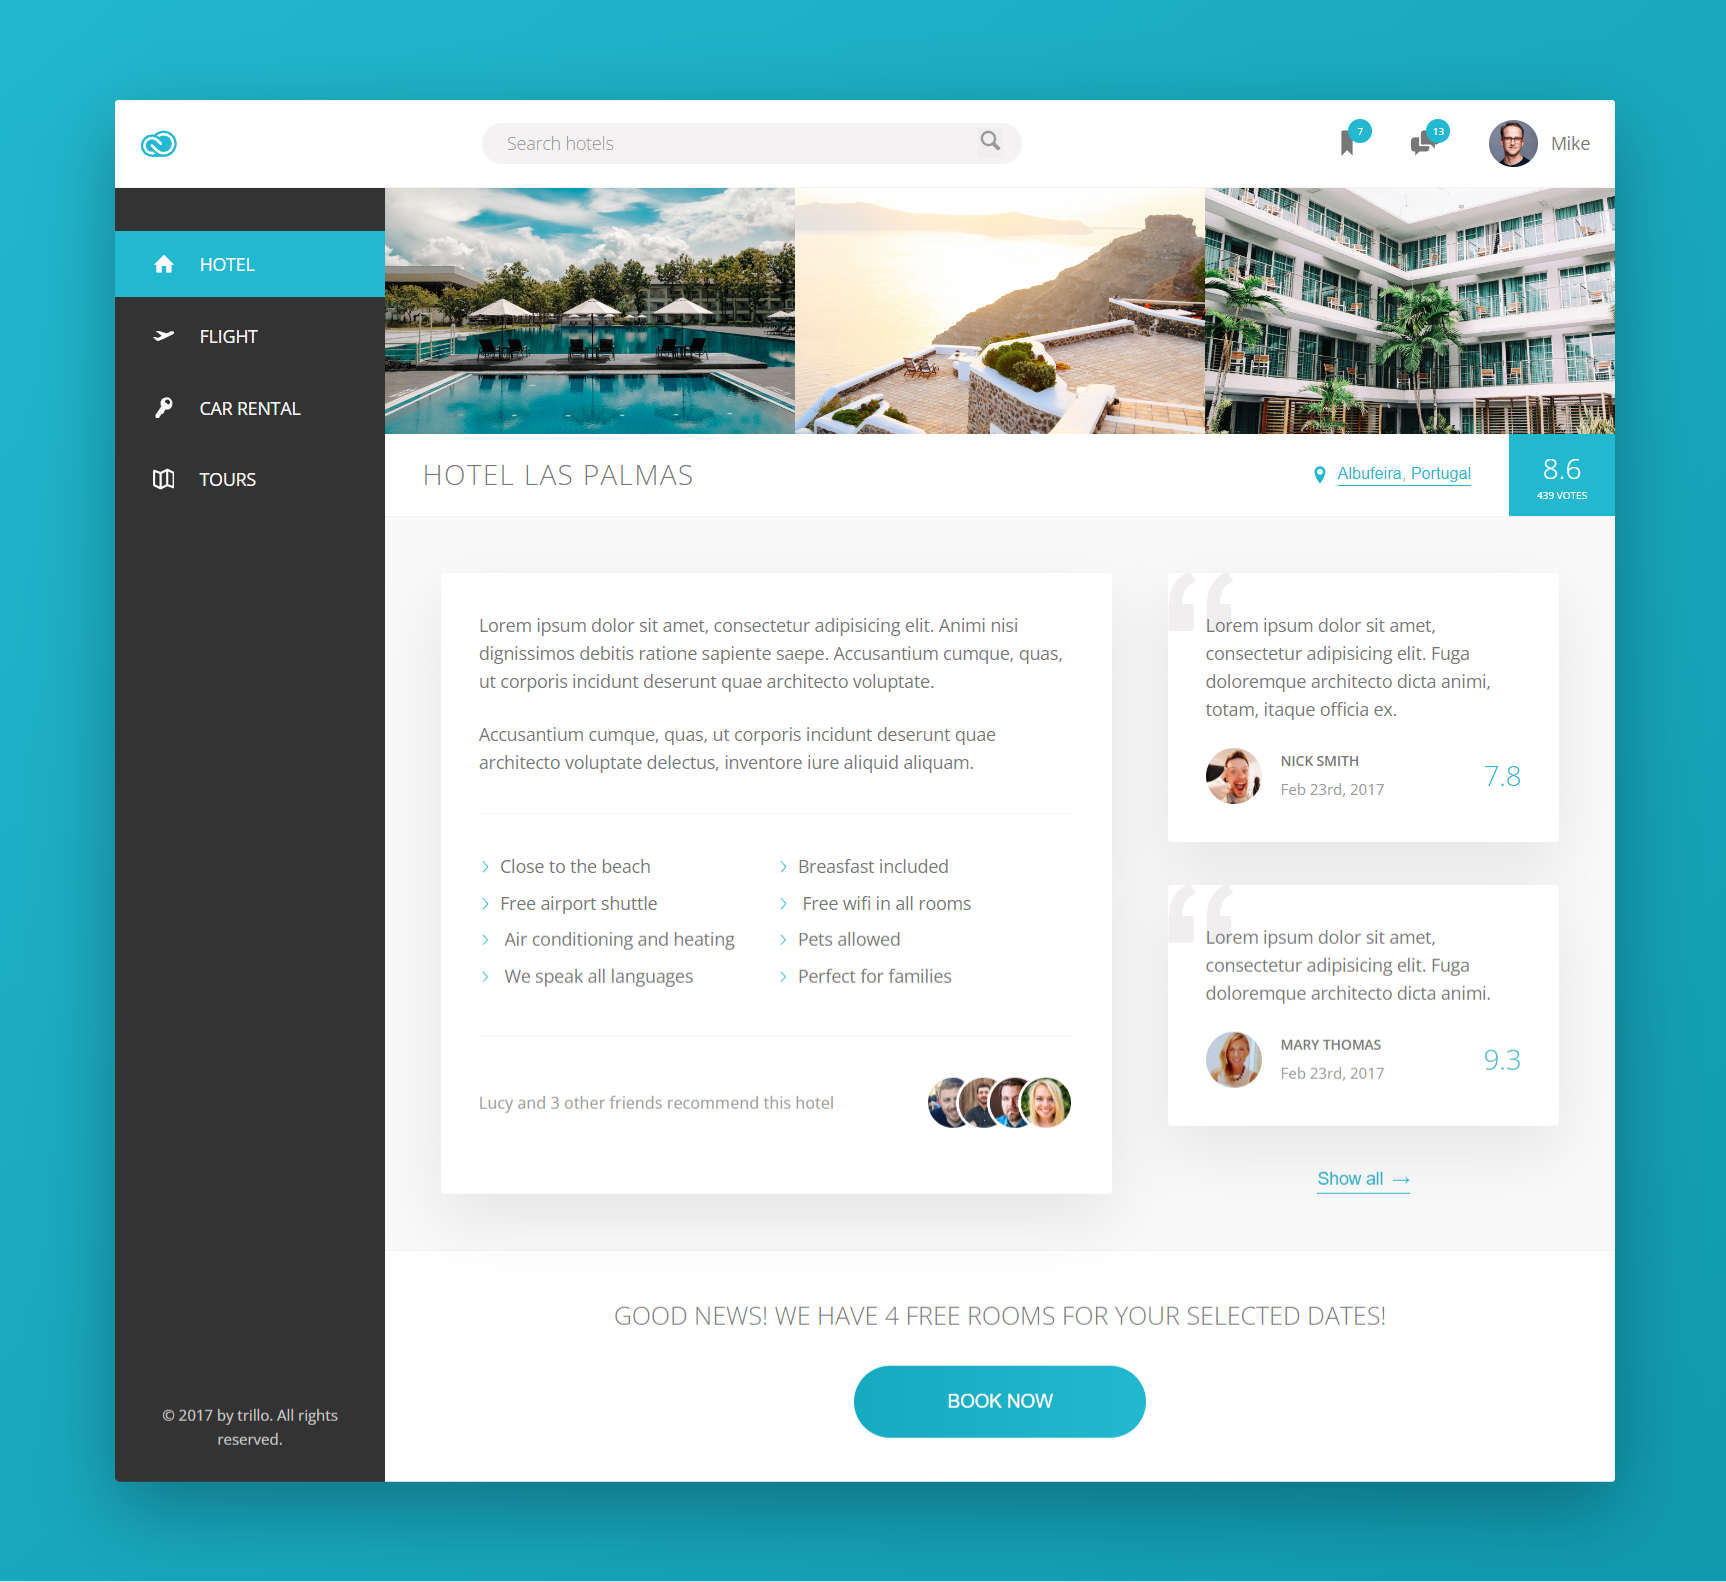 Search hotels
7
13
Mike
HOTEL
FLIGHT
CAR RENTAL
TOURS
© 2017 by trillo. All rights
reserved.
HOTEL LAS PALMAS
Albufeira, Portugal
8.6
439 VOTES
Lorem ipsum dolor sit amet, consectetur adipisicing elit. Animi nisi
dignissimos debitis ratione sapiente saepe. Accusantium cumque, quas,
ut corporis incidunt deserunt quae architecto voluptate.
Accusantium cumque, quas, ut corporis incidunt deserunt quae
architecto voluptate delectus, inventore iure aliquid aliquam.
Close to the beach
Breasfast included
Free airport shuttle
Free wifi in all rooms
Air conditioning and heating
Pets allowed
We speak all languages
Perfect for families
Lucy and 3 other friends recommend this hotel
“
Lorem ipsum dolor sit amet,
consectetur adipisicing elit. Fuga
doloremque architecto dicta animi,
totam, itaque officia ex.
NICK SMITH
Feb 23rd, 2017
7.8
“
Lorem ipsum dolor sit amet,
consectetur adipisicing elit. Fuga
doloremque architecto dicta animi.
MARY THOMAS
Feb 23rd, 2017
9.3
Show all →
GOOD NEWS! WE HAVE 4 FREE ROOMS FOR YOUR SELECTED DATES!
BOOK NOW